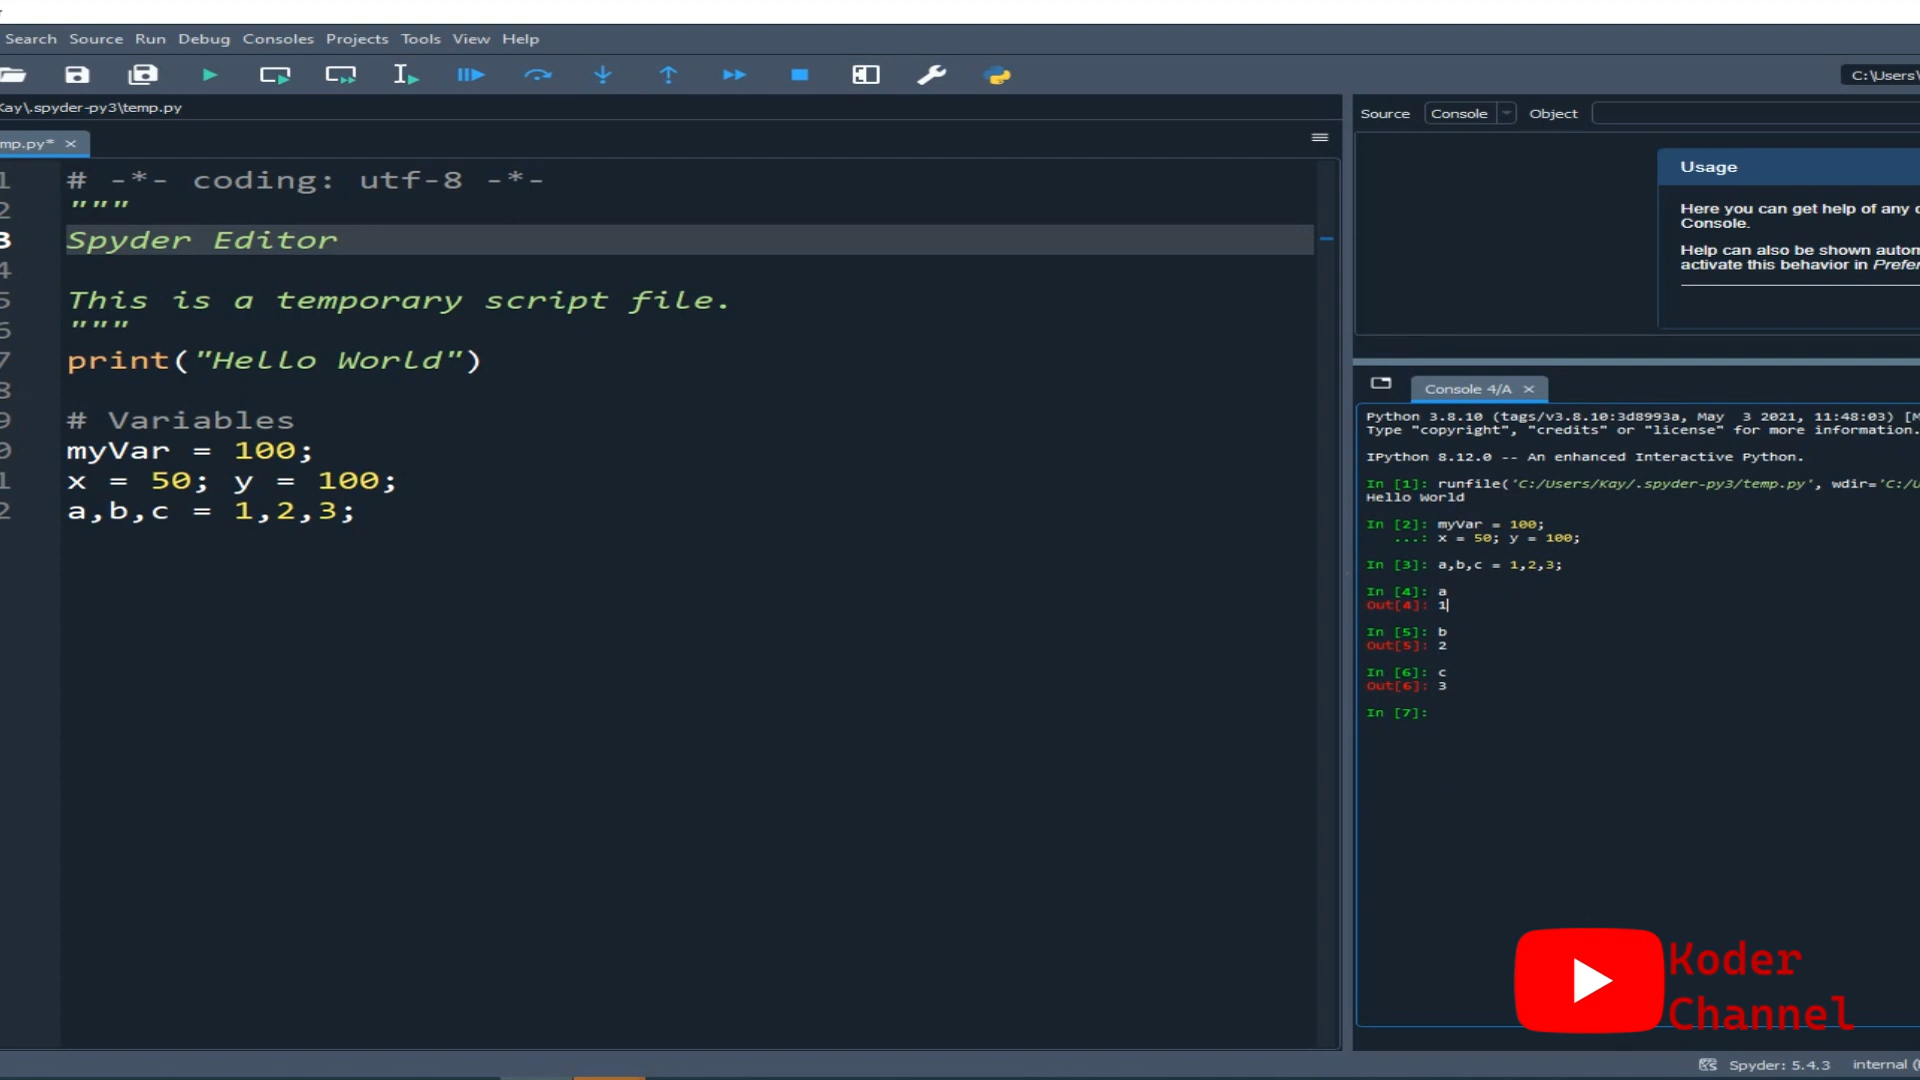 Search Source Run Debug Consoles Projects Tools View Help
C:\Users\
Kay\.spyder-py3\temp.py
mp.py* ×
1 # -*- coding: utf-8 -*-
2 """
3 Spyder Editor
4
5 This is a temporary script file.
6 """
7 print("Hello World")
8
9 # Variables
0 myVar = 100;
1 x = 50; y = 100;
2 a,b,c = 1,2,3;
Source Console Object
Usage
Here you can get help of any
Console.
Help can also be shown autom
activate this behavior in Prefer
Console 4/A ×
Python 3.8.10 (tags/v3.8.10:3d8993a, May 3 2021, 11:48:03) [M
Type "copyright", "credits" or "license" for more information.
IPython 8.12.0 -- An enhanced Interactive Python.
In [1]: runfile('C:/Users/Kay/.spyder-py3/temp.py', wdir='C:/U
Hello World
In [2]: myVar = 100;
...: x = 50; y = 100;
In [3]: a,b,c = 1,2,3;
In [4]: a
Out[4]: 1
In [5]: b
Out[5]: 2
In [6]: c
Out[6]: 3
In [7]:
Koder
Channel
Spyder: 5.4.3 internal (